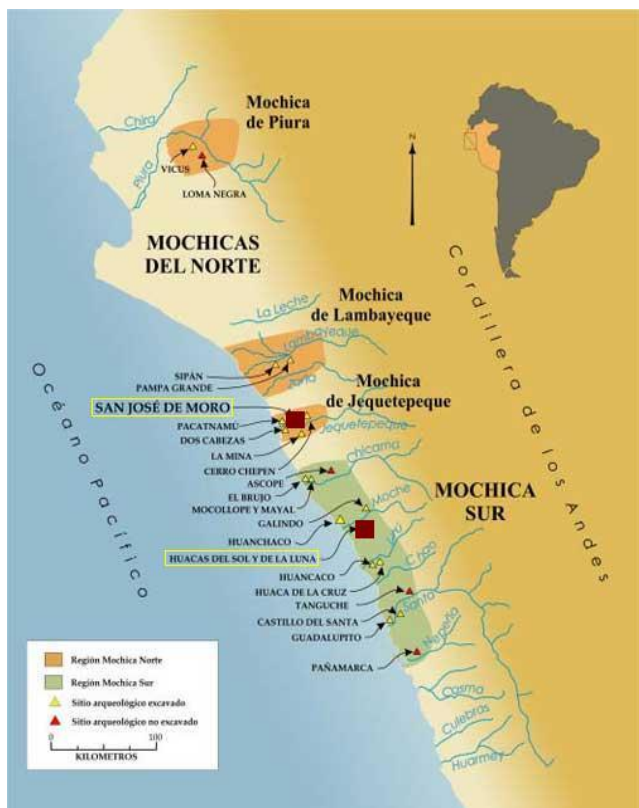 Mochica
de Piura
Chira
Piura
VICUS
LOMA NEGRA
N
MOCHICAS
DEL NORTE
La Leche
Mochica
de Lambayeque
Lambayeque
Zaña
SIPÁN
PAMPA GRANDE
Mochica
de Jequetepeque
SAN JOSÉ DE MORO
PACATNAMÚ
DOS CABEZAS
Jequetepeque
LA MINA
Chicama
CERRO CHEPEN
ASCOPE
EL BRUJO
MOCOLLOPE Y MAYAL
Moche
GALINDO
MOCHICA
SUR
HUANCHACO
HUACAS DEL SOL Y DE LA LUNA
Chao
HUANCACO
HUACA DE LA CRUZ
TANGUCHE
Santa
CASTILLO DEL SANTA
GUADALUPITO
Nepeña
PAÑAMARCA
Casma
Culebras
Huarmey
Océano Pacífico
Cordillera de los Andes
Región Mochica Norte
Región Mochica Sur
Sitio arqueológico excavado
Sitio arqueológico no excavado
0 100
KILOMETROS